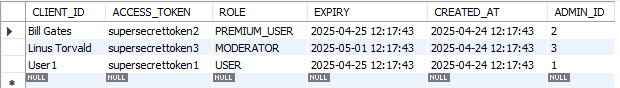 CLIENT_ID ACCESS_TOKEN ROLE EXPIRY CREATED_AT ADMIN_ID
Bill Gates supersecrettoken2 PREMIUM_USER 2025-04-25 12:17:43 2025-04-24 12:17:43 2
Linus Torvald supersecrettoken3 MODERATOR 2025-05-01 12:17:43 2025-04-24 12:17:43 3
User1 supersecrettoken1 USER 2025-04-25 12:17:43 2025-04-24 12:17:43 1
NULL NULL NULL NULL NULL NULL